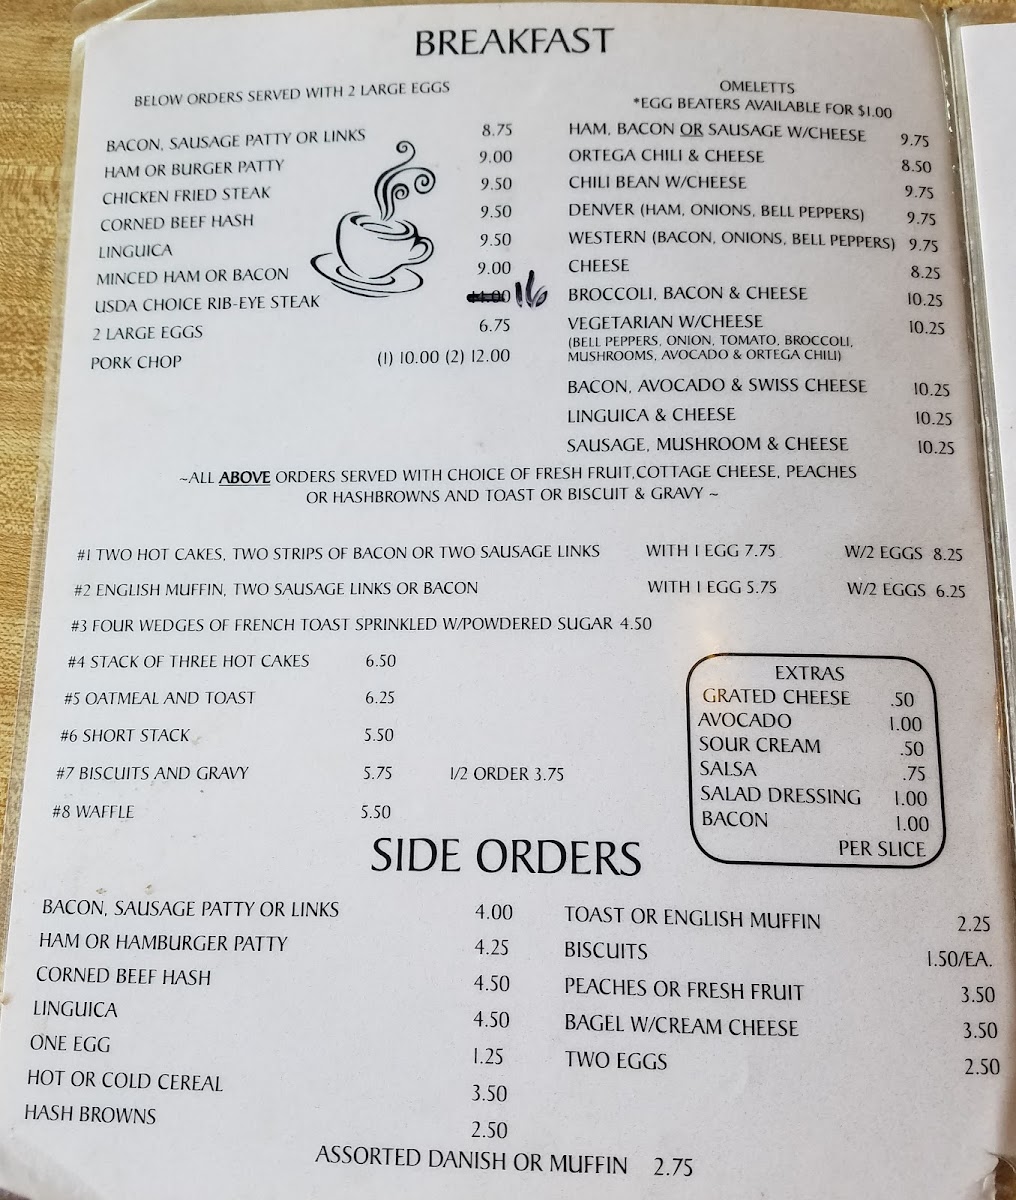 BREAKFAST
BELOW ORDERS SERVED WITH 2 LARGE EGGS
BACON, SAUSAGE PATTY OR LINKS 8.75
HAM OR BURGER PATTY 9.00
CHICKEN FRIED STEAK 9.50
CORNED BEEF HASH 9.50
LINGUICA 9.50
MINCED HAM OR BACON 9.00
USDA CHOICE RIB-EYE STEAK 14.00 16
2 LARGE EGGS 6.75
PORK CHOP (1) 10.00 (2) 12.00
OMELETTS
*EGG BEATERS AVAILABLE FOR $1.00
HAM, BACON OR SAUSAGE W/CHEESE 9.75
ORTEGA CHILI & CHEESE 8.50
CHILI BEAN W/CHEESE 9.75
DENVER (HAM, ONIONS, BELL PEPPERS) 9.75
WESTERN (BACON, ONIONS, BELL PEPPERS) 9.75
CHEESE 8.25
BROCCOLI, BACON & CHEESE 10.25
VEGETARIAN W/CHEESE 10.25
(BELL PEPPERS, ONION, TOMATO, BROCCOLI,
MUSHROOMS, AVOCADO & ORTEGA CHILI)
BACON, AVOCADO & SWISS CHEESE 10.25
LINGUICA & CHEESE 10.25
SAUSAGE, MUSHROOM & CHEESE 10.25
~ALL ABOVE ORDERS SERVED WITH CHOICE OF FRESH FRUIT,COTTAGE CHEESE, PEACHES
OR HASHBROWNS AND TOAST OR BISCUIT & GRAVY ~
#1 TWO HOT CAKES, TWO STRIPS OF BACON OR TWO SAUSAGE LINKS WITH 1 EGG 7.75 W/2 EGGS 8.25
#2 ENGLISH MUFFIN, TWO SAUSAGE LINKS OR BACON WITH 1 EGG 5.75 W/2 EGGS 6.25
#3 FOUR WEDGES OF FRENCH TOAST SPRINKLED W/POWDERED SUGAR 4.50
#4 STACK OF THREE HOT CAKES 6.50
#5 OATMEAL AND TOAST 6.25
#6 SHORT STACK 5.50
#7 BISCUITS AND GRAVY 5.75 1/2 ORDER 3.75
#8 WAFFLE 5.50
EXTRAS
GRATED CHEESE .50
AVOCADO 1.00
SOUR CREAM .50
SALSA .75
SALAD DRESSING 1.00
BACON 1.00
PER SLICE
SIDE ORDERS
BACON, SAUSAGE PATTY OR LINKS 4.00
HAM OR HAMBURGER PATTY 4.25
CORNED BEEF HASH 4.50
LINGUICA 4.50
ONE EGG 1.25
HOT OR COLD CEREAL 3.50
HASH BROWNS 2.50
TOAST OR ENGLISH MUFFIN 2.25
BISCUITS 1.50/EA.
PEACHES OR FRESH FRUIT 3.50
BAGEL W/CREAM CHEESE 3.50
TWO EGGS 2.50
ASSORTED DANISH OR MUFFIN 2.75